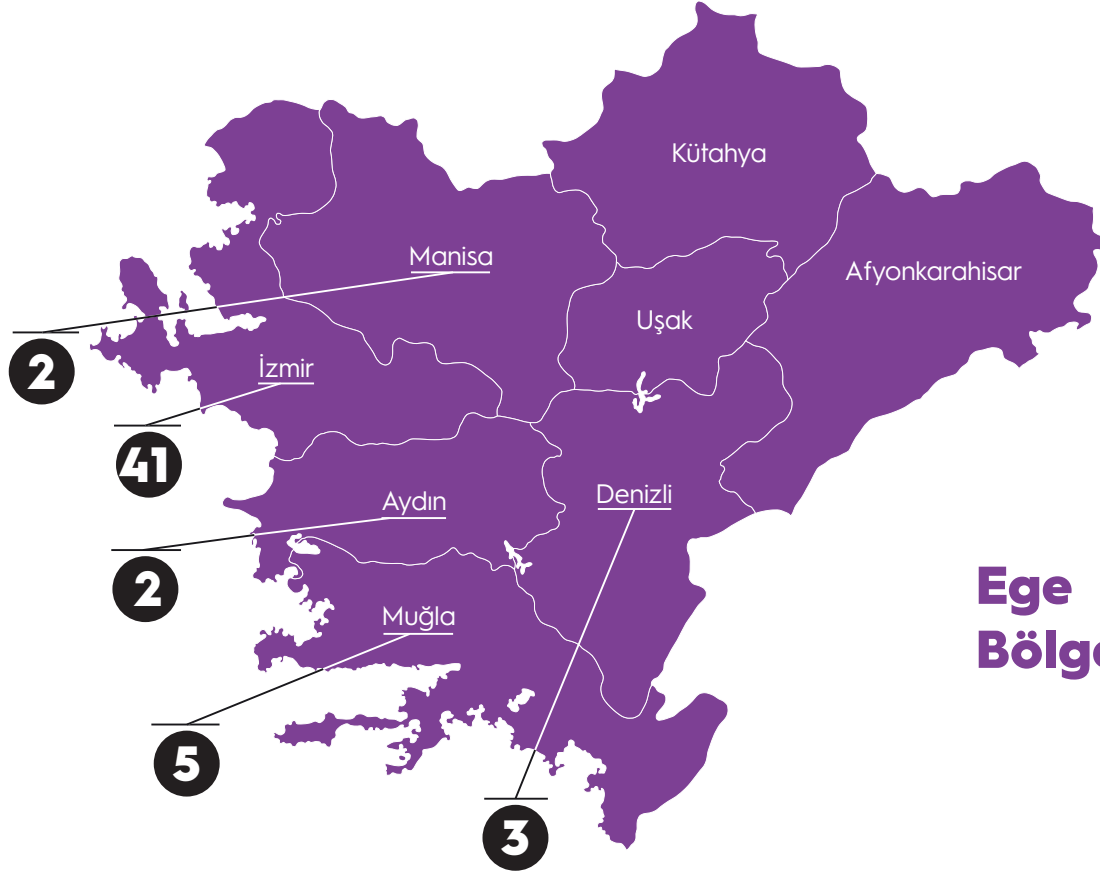 Kütahya
Manisa
Afyonkarahisar
Uşak
2
İzmir
41
Aydın
Denizli
2
Ege
Muğla
5
3